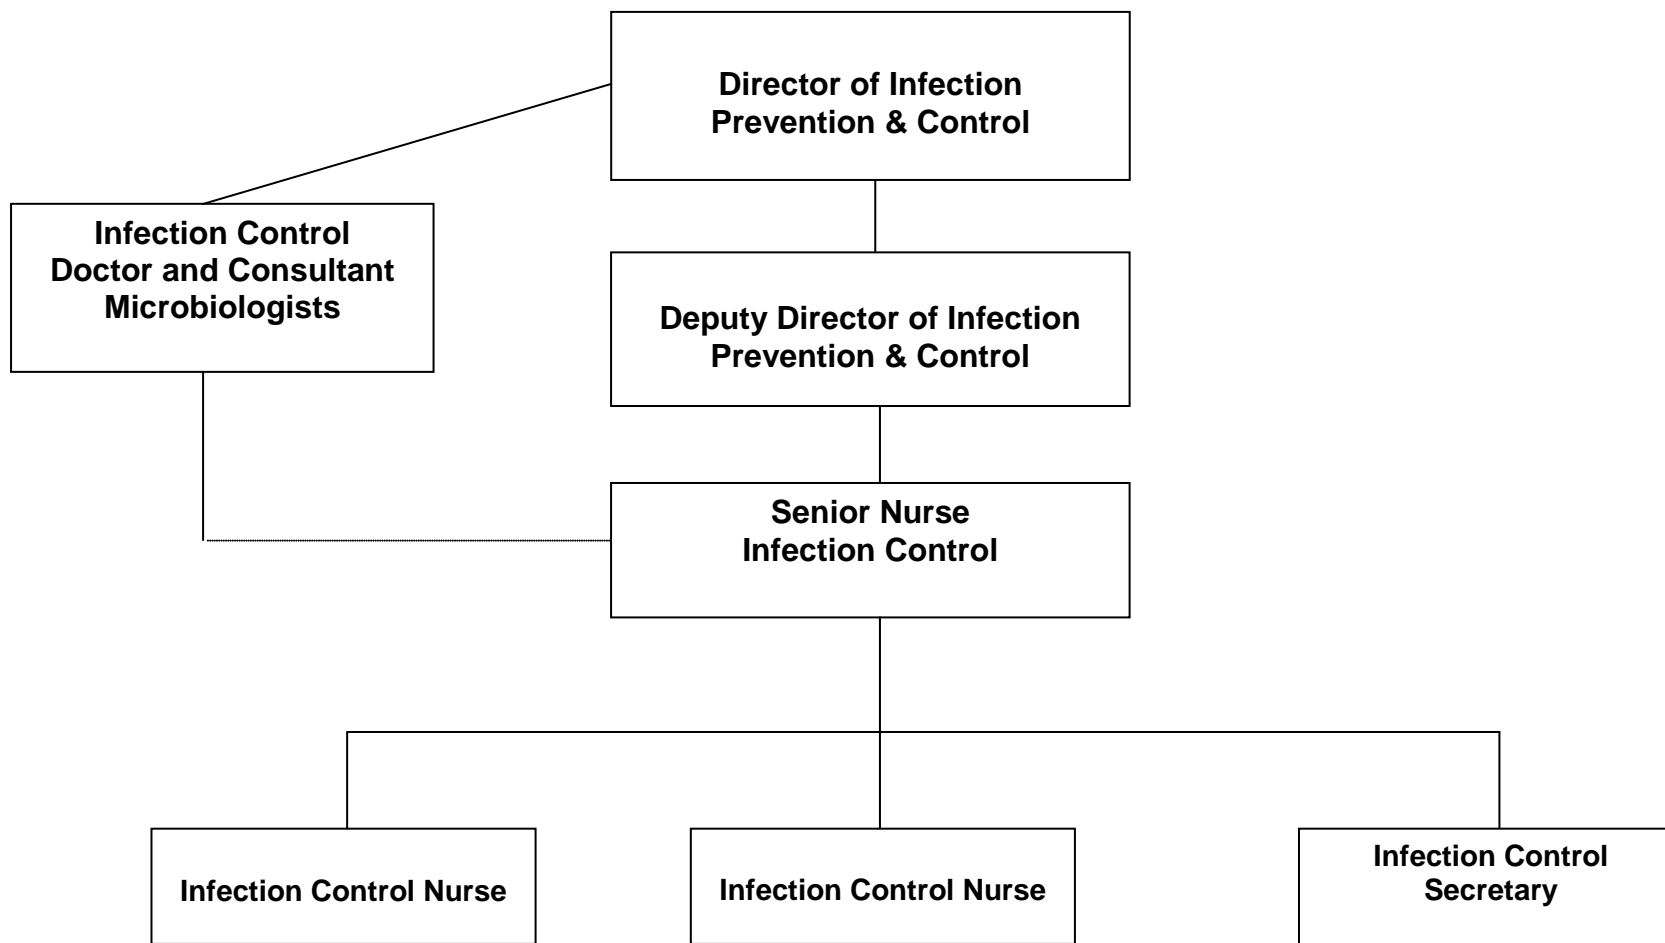 Director of Infection
Prevention & Control
Infection Control
Doctor and Consultant
Microbiologists
Deputy Director of Infection
Prevention & Control
Senior Nurse
Infection Control
Infection Control Nurse
Infection Control Nurse
Infection Control
Secretary